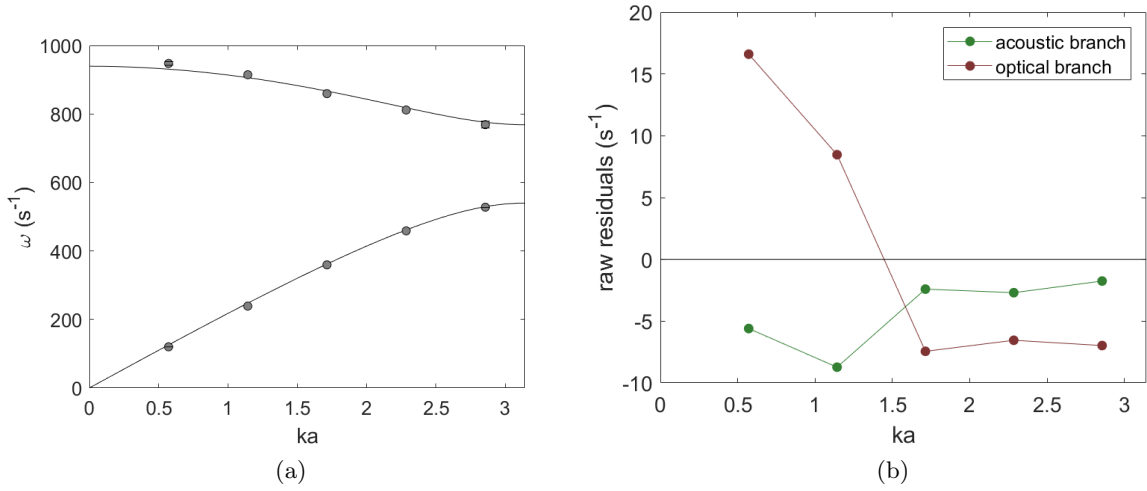 1000
800
600
400
200
0
ω (s⁻¹)
0 0.5 1 1.5 2 2.5 3
ka
(a)
20
15
10
5
0
-5
-10
raw residuals (s⁻¹)
acoustic branch
optical branch
0 0.5 1 1.5 2 2.5 3
ka
(b)